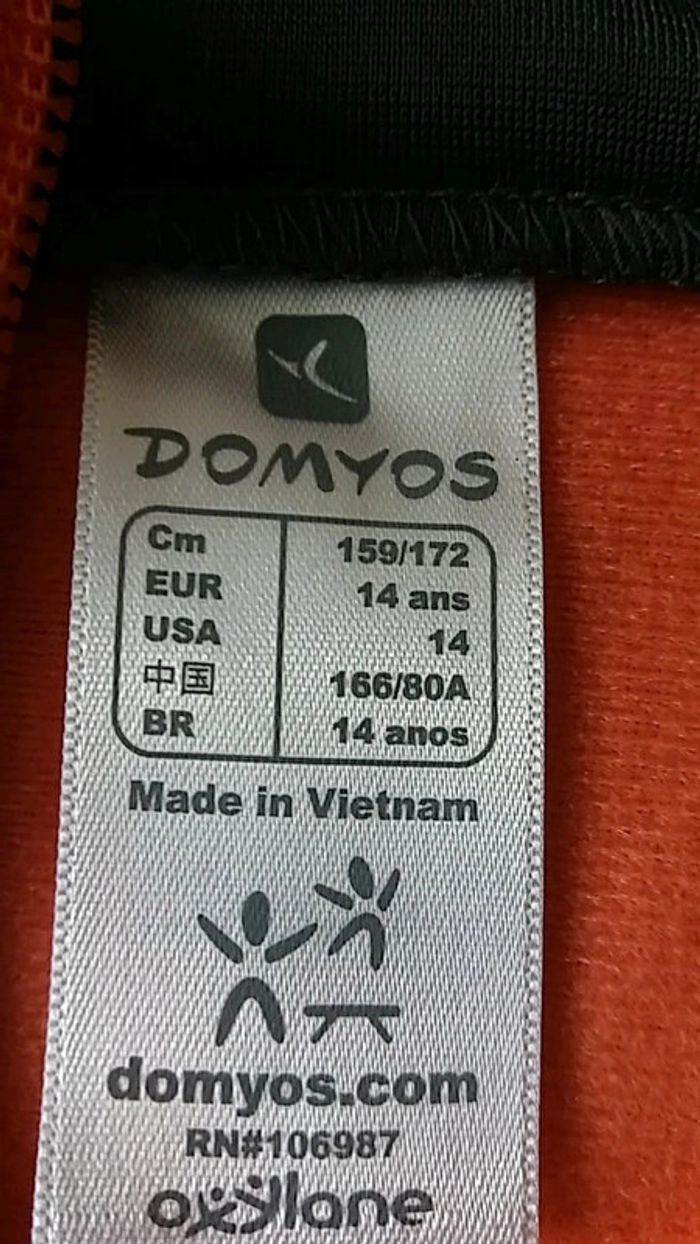 DOMYOS
Cm 159/172
EUR 14 ans
USA 14
中国 166/80A
BR 14 anos
Made in Vietnam
domyos.com
RN#106987
oxylane